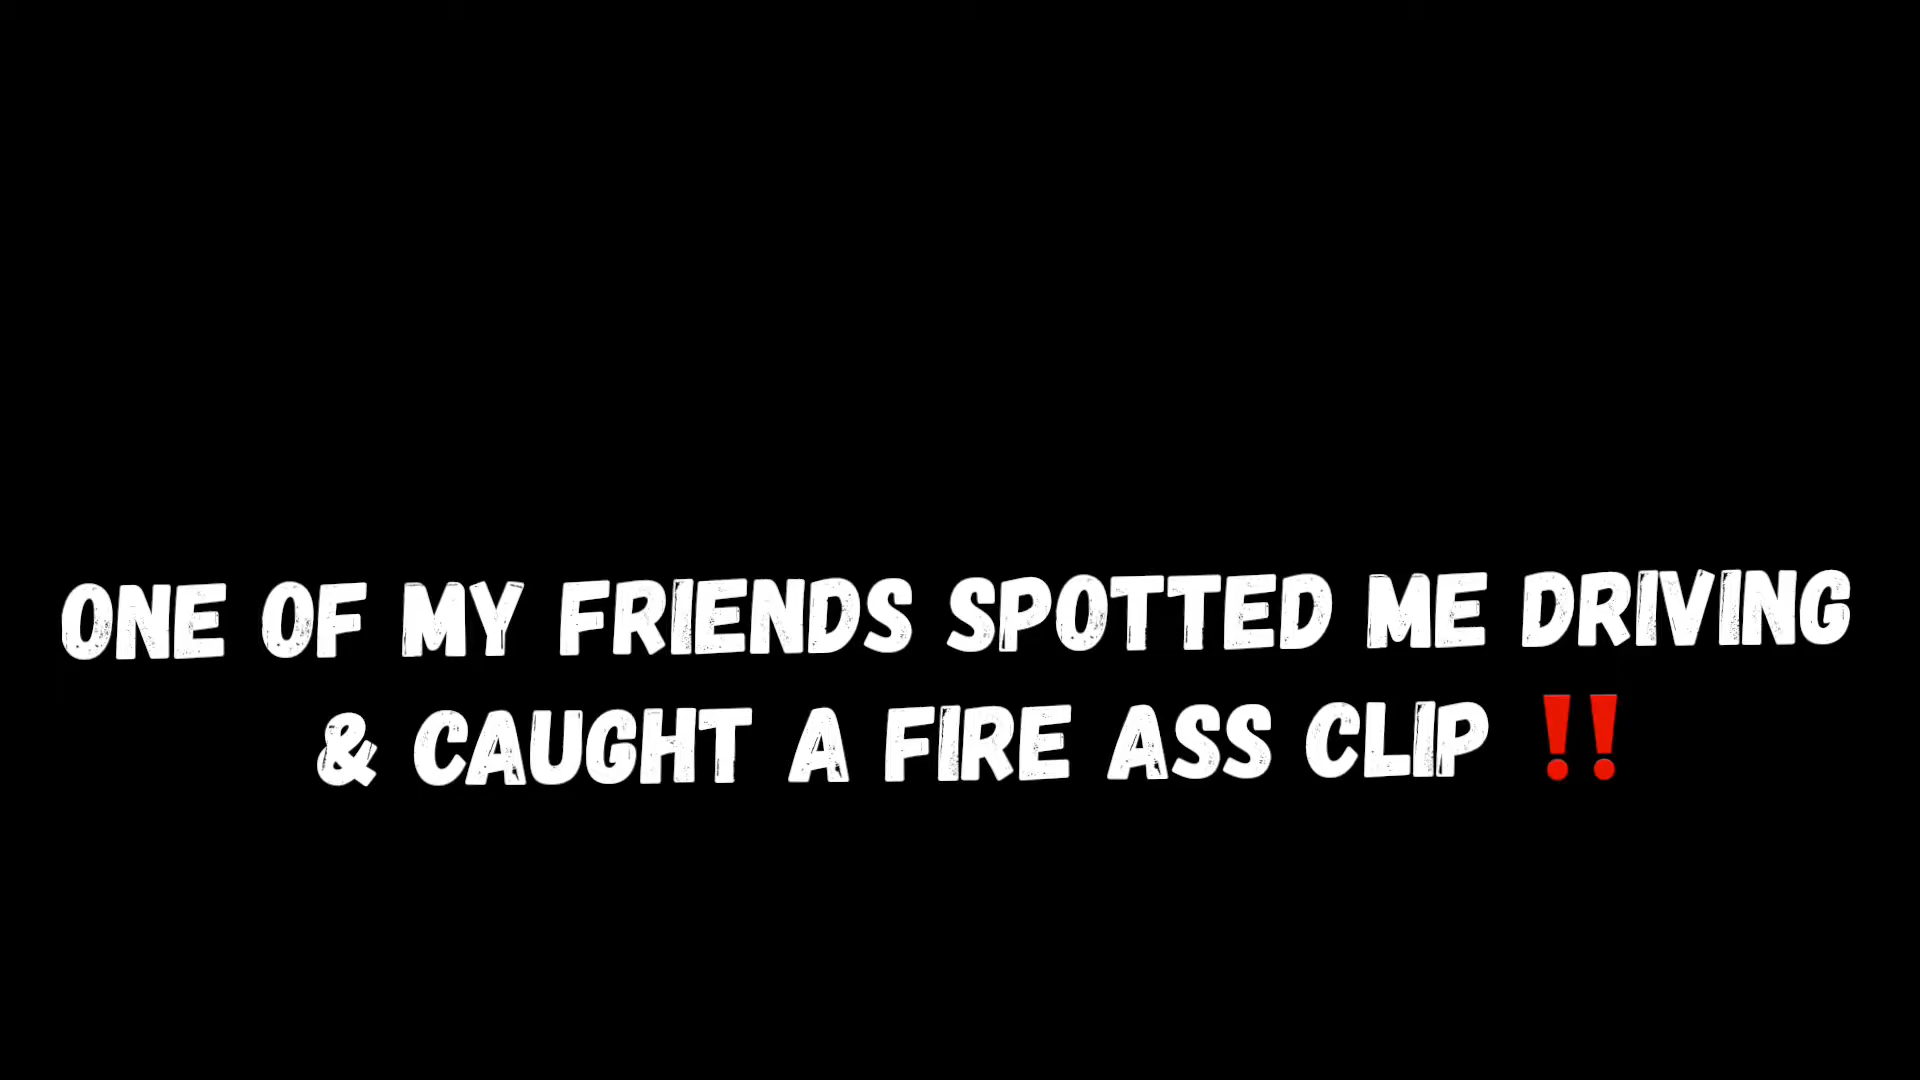 ONE OF MY FRIENDS SPOTTED ME DRIVING
& CAUGHT A FIRE ASS CLIP ‼️